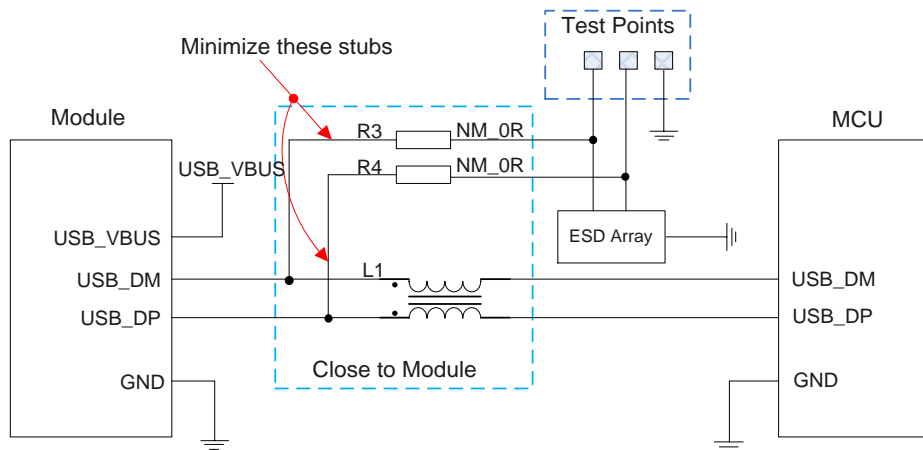 Test Points
Minimize these stubs
Module
MCU
R3
NM_0R
USB_VBUS
R4
NM_0R
ESD Array
USB_VBUS
USB_DM
L1
USB_DM
USB_DP
USB_DP
Close to Module
GND
GND